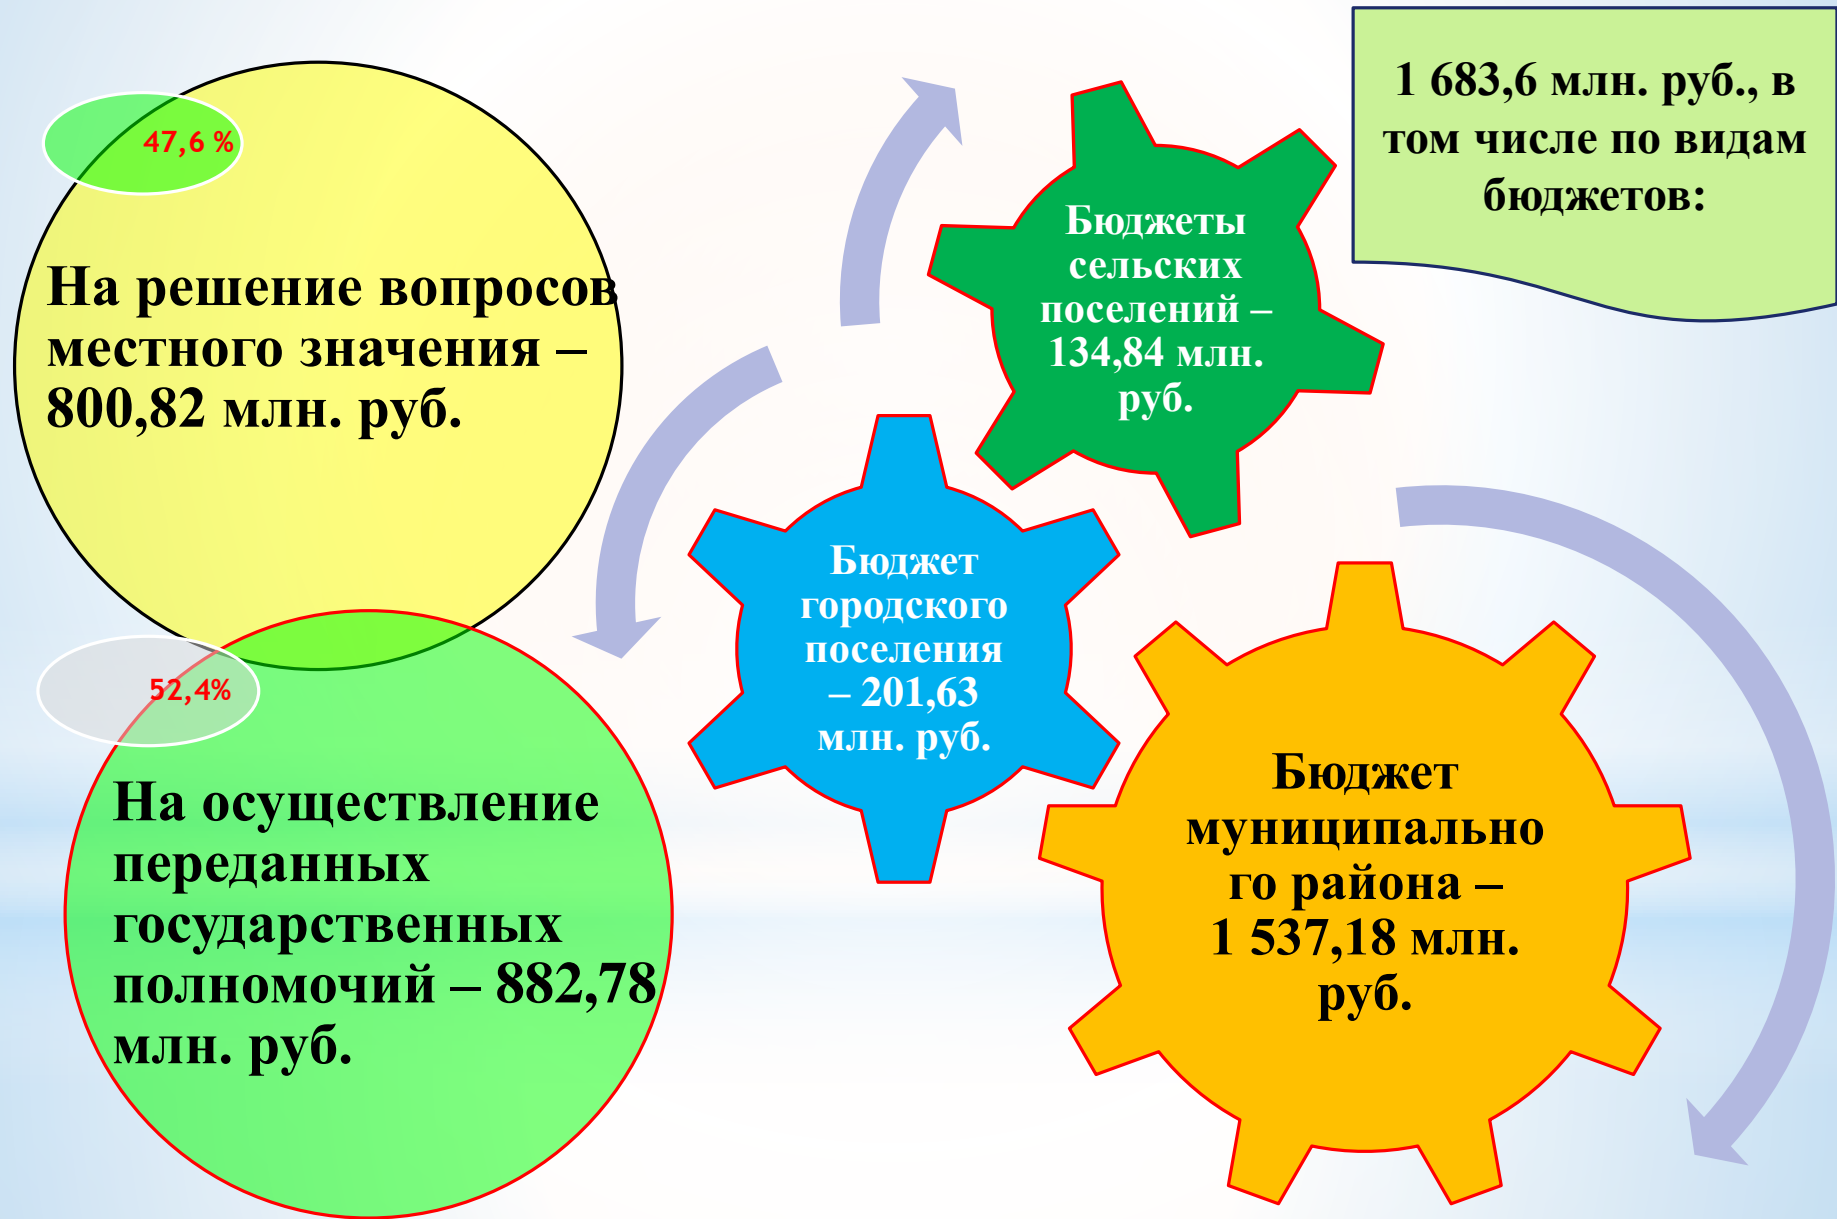 47,6 %
На решение вопросов
местного значения –
800,82 млн. руб.
52,4%
На осуществление
переданных
государственных
полномочий – 882,78
млн. руб.
1 683,6 млн. руб., в
том числе по видам
бюджетов:
Бюджеты
сельских
поселений –
134,84 млн.
руб.
Бюджет
городского
поселения
– 201,63
млн. руб.
Бюджет
муниципально
го района –
1 537,18 млн.
руб.